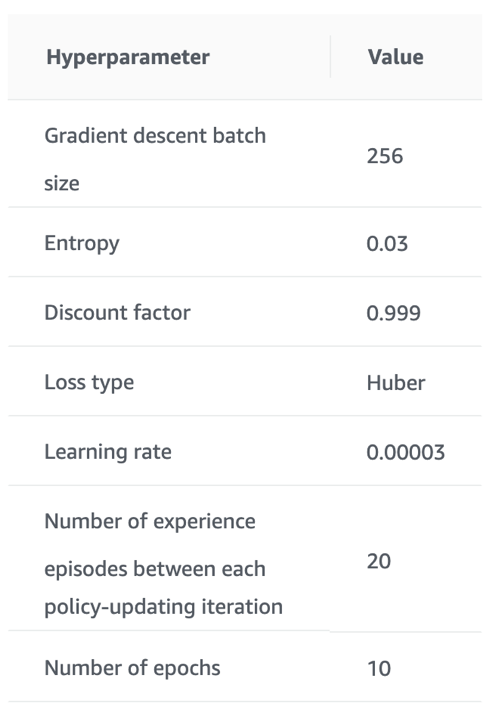 Hyperparameter Value
Gradient descent batch
size
256
Entropy 0.03
Discount factor 0.999
Loss type Huber
Learning rate 0.00003
Number of experience
episodes between each
policy-updating iteration
20
Number of epochs 10